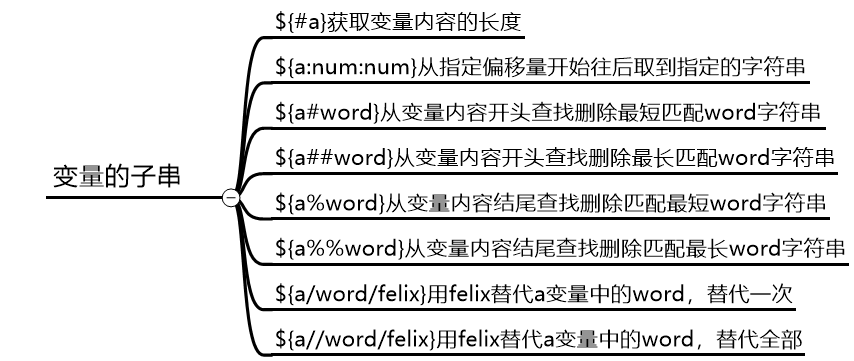 变量的子串
${#a}获取变量内容的长度
${a:num:num}从指定偏移量开始往后取到指定的字符串
${a#word}从变量内容开头查找删除最短匹配word字符串
${a##word}从变量内容开头查找删除最长匹配word字符串
${a%word}从变量内容结尾查找删除匹配最短word字符串
${a%%word}从变量内容结尾查找删除匹配最长word字符串
${a/word/felix}用felix替代a变量中的word，替代一次
${a//word/felix}用felix替代a变量中的word，替代全部